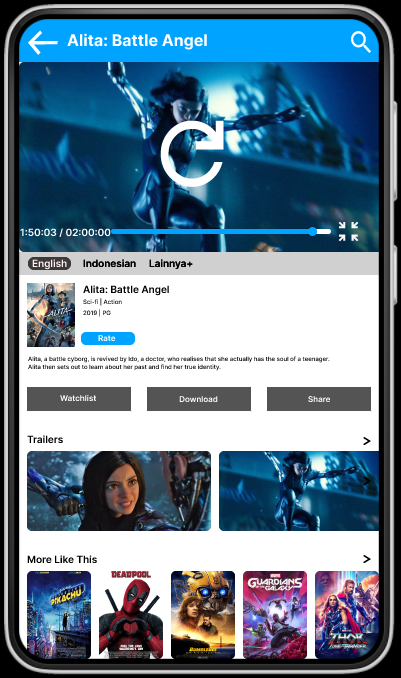 Alita: Battle Angel
1:50:03 / 02:00:00
English Indonesian Lainnya+
Alita: Battle Angel
Sci-fi | Action
2019 | PG
ALITA
Rate
Alita, a battle cyborg, is revived by Ido, a doctor, who realises that she actually has the soul of a teenager.
Alita then sets out to learn about her past and find her true identity.
Watchlist Download Share
Trailers >
More Like This >
PIKACHU
DEADPOOL
BUMBLEBEE
GUARDIANS
OF THE
GALAXY
THOR